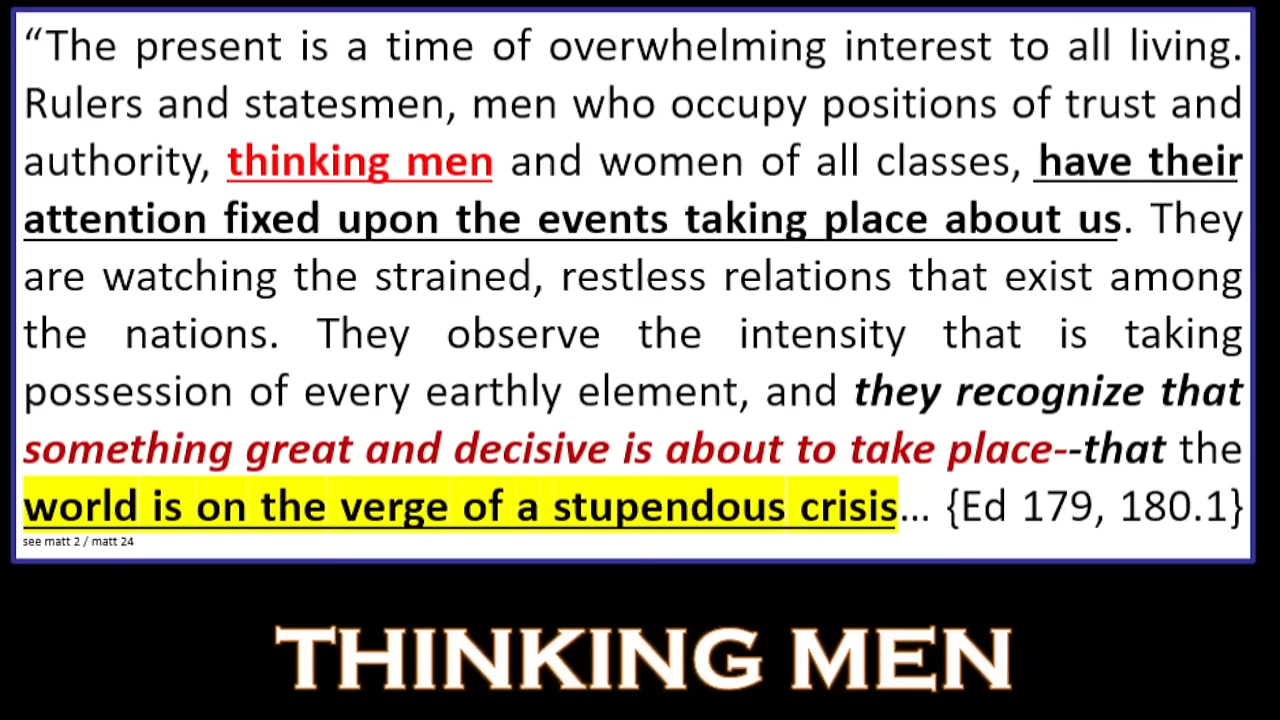 “The present is a time of overwhelming interest to all living.
Rulers and statesmen, men who occupy positions of trust and
authority, thinking men and women of all classes, have their
attention fixed upon the events taking place about us. They
are watching the strained, restless relations that exist among
the nations. They observe the intensity that is taking
possession of every earthly element, and they recognize that
something great and decisive is about to take place--that the
world is on the verge of a stupendous crisis... {Ed 179, 180.1}
see matt 2 / matt 24
THINKING MEN